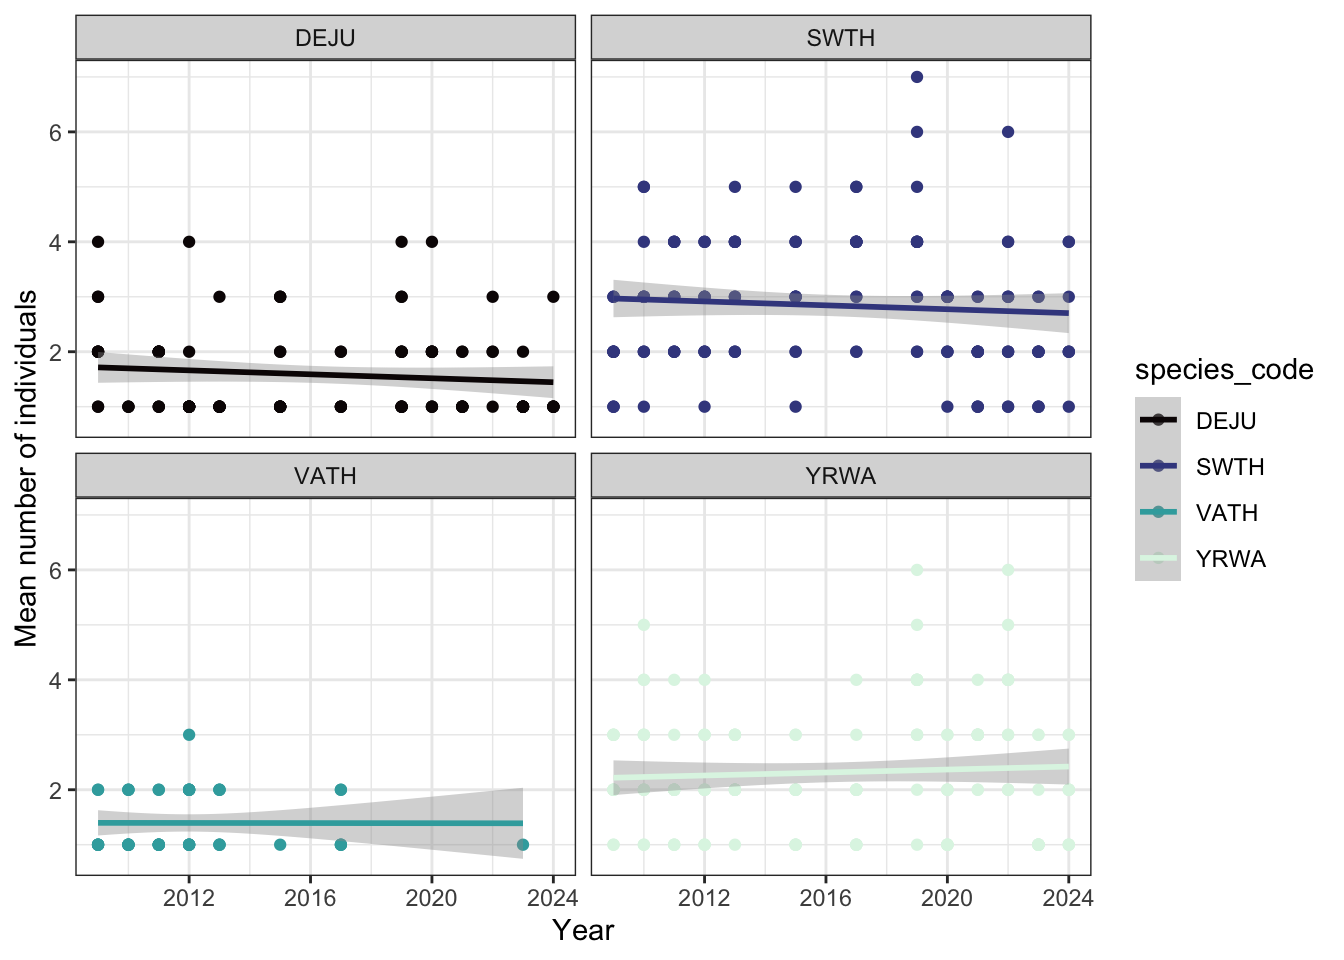 DEJU
SWTH
6
4
2
VATH
YRWA
6
4
2
2012
2016
2020
2024
2012
2016
2020
2024
Year
Mean number of individuals
species_code
DEJU
SWTH
VATH
YRWA